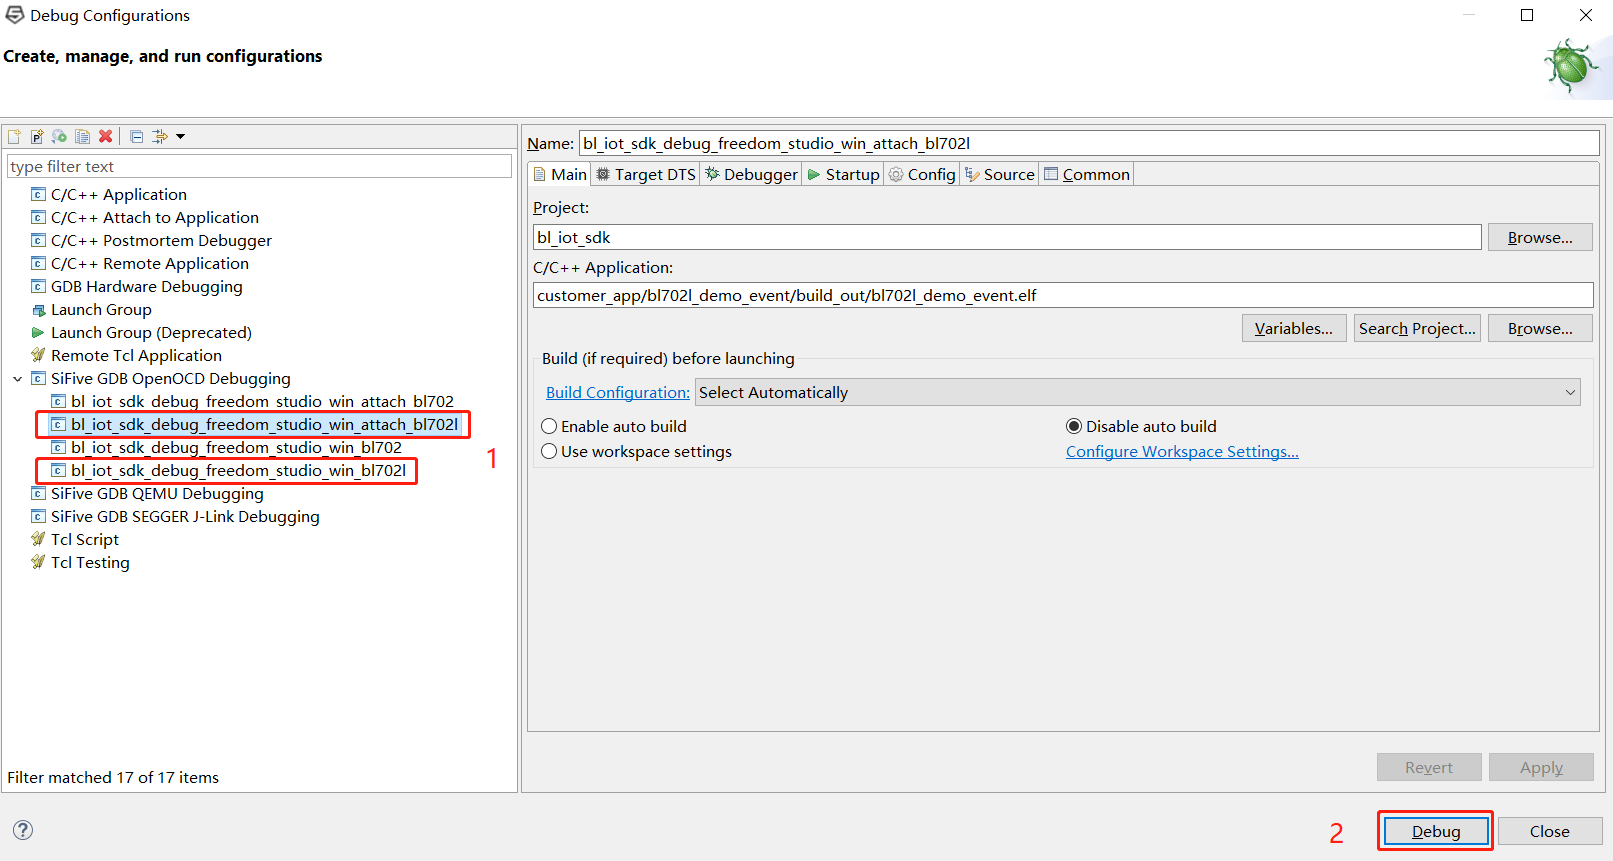 Debug Configurations
Create, manage, and run configurations
type filter text
C/C++ Application
C/C++ Attach to Application
C/C++ Postmortem Debugger
C/C++ Remote Application
GDB Hardware Debugging
Launch Group
Launch Group (Deprecated)
Remote Tcl Application
SiFive GDB OpenOCD Debugging
bl_iot_sdk_debug_freedom_studio_win_attach_bl702
bl_iot_sdk_debug_freedom_studio_win_attach_bl702l
bl_iot_sdk_debug_freedom_studio_win_bl702
bl_iot_sdk_debug_freedom_studio_win_bl702l
1
SiFive GDB QEMU Debugging
SiFive GDB SEGGER J-Link Debugging
Tcl Script
Tcl Testing
Filter matched 17 of 17 items
Name: bl_iot_sdk_debug_freedom_studio_win_attach_bl702l
Main Target DTS Debugger Startup Config Source Common
Project:
bl_iot_sdk Browse...
C/C++ Application:
customer_app/bl702l_demo_event/build_out/bl702l_demo_event.elf
Variables... Search Project... Browse...
Build (if required) before launching
Build Configuration: Select Automatically
Enable auto build Disable auto build
Use workspace settings Configure Workspace Settings...
Revert Apply
? 2 Debug Close